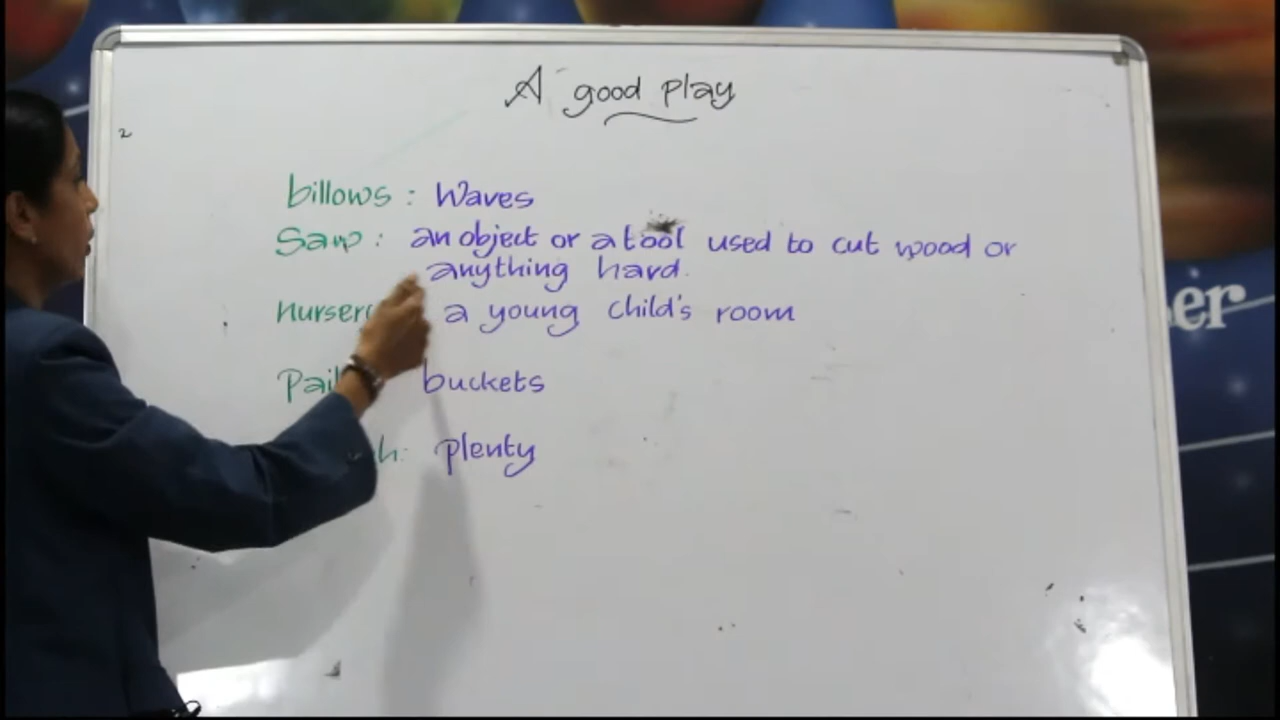 A good play
2
billows : Waves
Saw : an object or a tool used to cut wood or
anything hard.
a young child's room
buckets
plenty